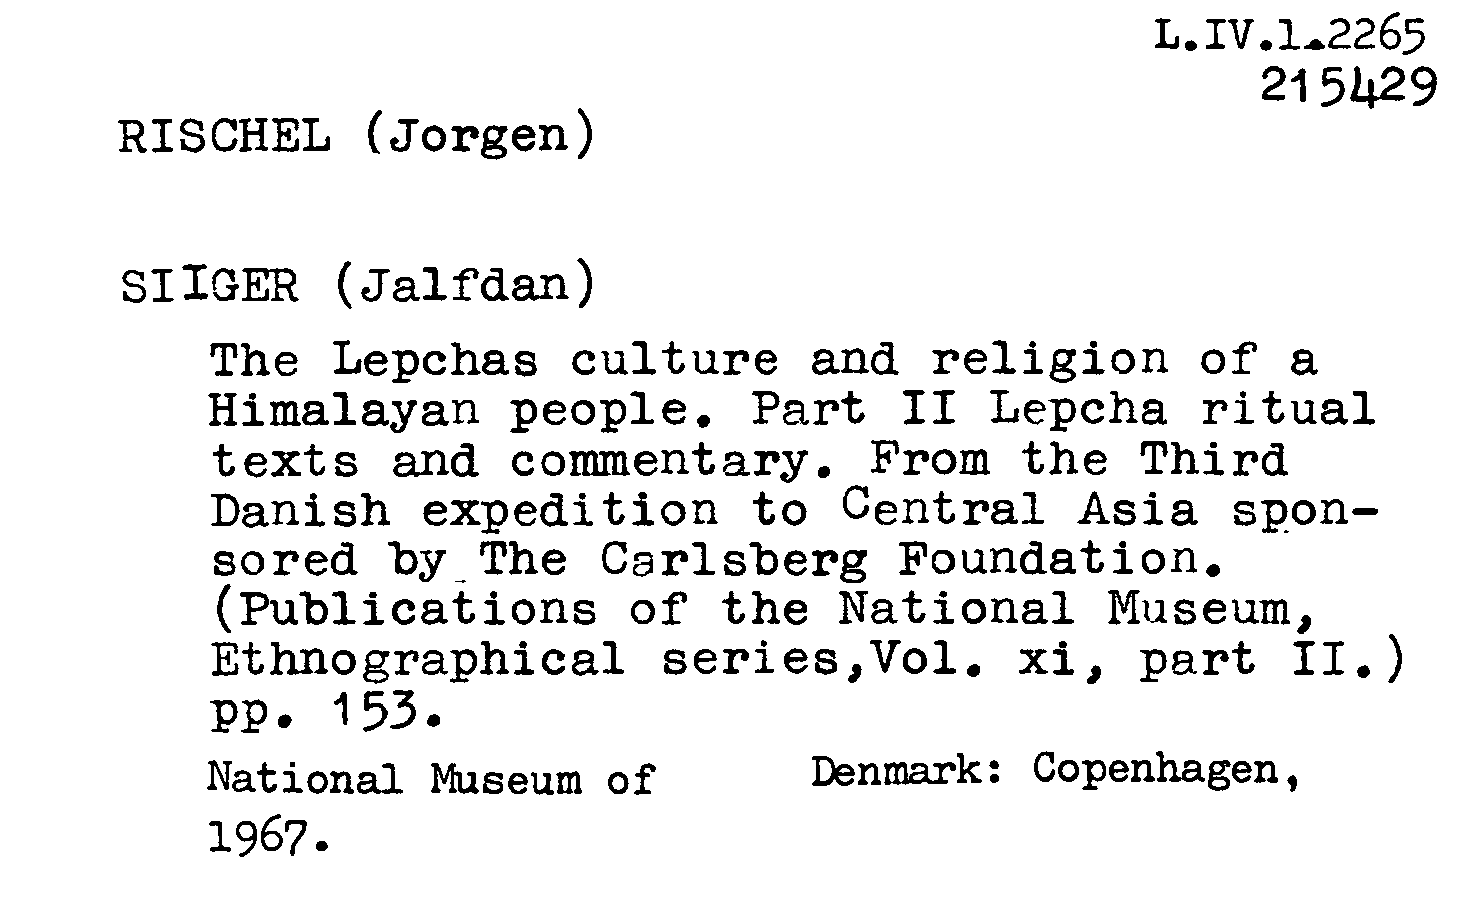 L.IV.1.2265
215429
RISCHEL (Jorgen)
SIIGER (Jalfdan)
The Lepchas culture and religion of a
Himalayan people. Part II Lepcha ritual
texts and commentary. From the Third
Danish expedition to Central Asia spon-
sored by The Carlsberg Foundation.
(Publications of the National Museum,
Ethnographical series,Vol. xi, part II.)
pp. 153.
National Museum of Denmark: Copenhagen,
1967.